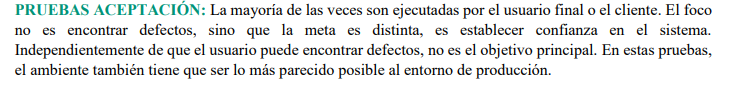 PRUEBAS ACEPTACIÓN: La mayoría de las veces son ejecutadas por el usuario final o el cliente. El foco
no es encontrar defectos, sino que la meta es distinta, es establecer confianza en el sistema.
Independientemente de que el usuario puede encontrar defectos, no es el objetivo principal. En estas pruebas,
el ambiente también tiene que ser lo más parecido posible al entorno de producción.